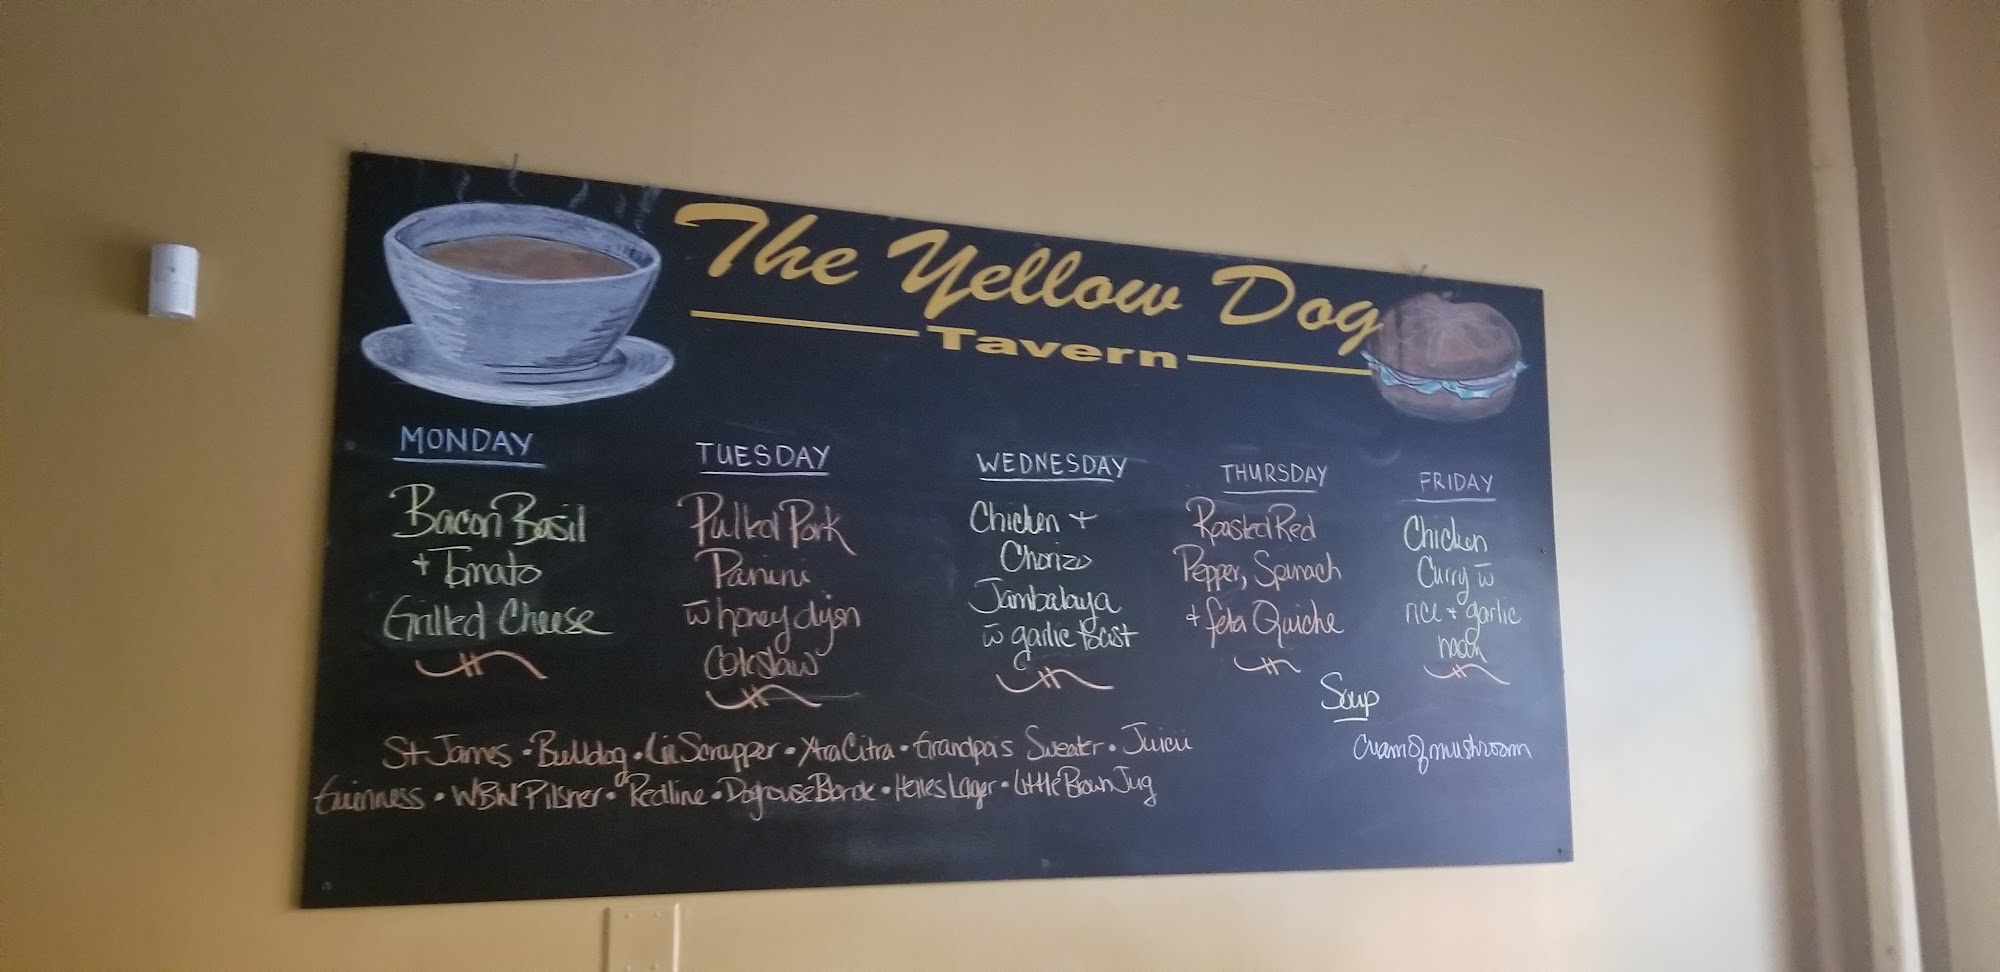 The Yellow Dog
Tavern
MONDAY
Bacon Basil
+ Tomato
Grilled Cheese
TUESDAY
Pulled Pork
Panini
w honey dijon
Coleslaw
WEDNESDAY
Chicken +
Chorizo
Jambalaya
w garlic toast
THURSDAY
Roasted Red
Pepper, Spinach
+ feta Quiche
FRIDAY
Chicken
Curry w
rice + garlic
naan
Soup
Cream of mushroom
St James • Bulldog • Lil Scrapper • Xtra Citra • Grandpa's Sweater • Juicii
Guinness • WBW Pilsner • Redline • Doghouse Blonde • Helles Lager • Little Brown Jug